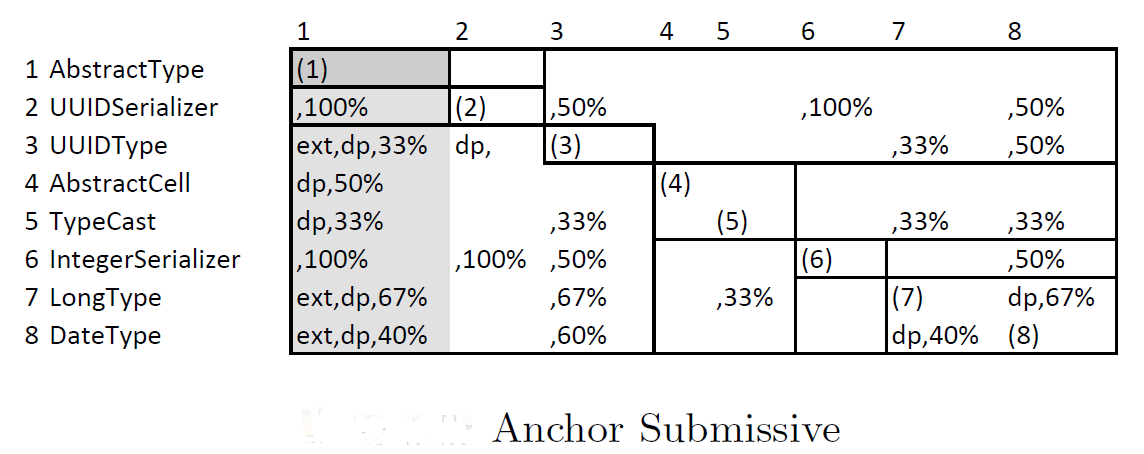 1 2 3 4 5 6 7 8
1 AbstractType (1)
2 UUIDSerializer ,100% (2) ,50% ,100% ,50%
3 UUIDType ext,dp,33% dp, (3) ,33% ,50%
4 AbstractCell dp,50% (4)
5 TypeCast dp,33% ,33% (5) ,33% ,33%
6 IntegerSerializer ,100% ,100% ,50% (6) ,50%
7 LongType ext,dp,67% ,67% ,33% (7) dp,67%
8 DateType ext,dp,40% ,60% dp,40% (8)
Anchor Submissive